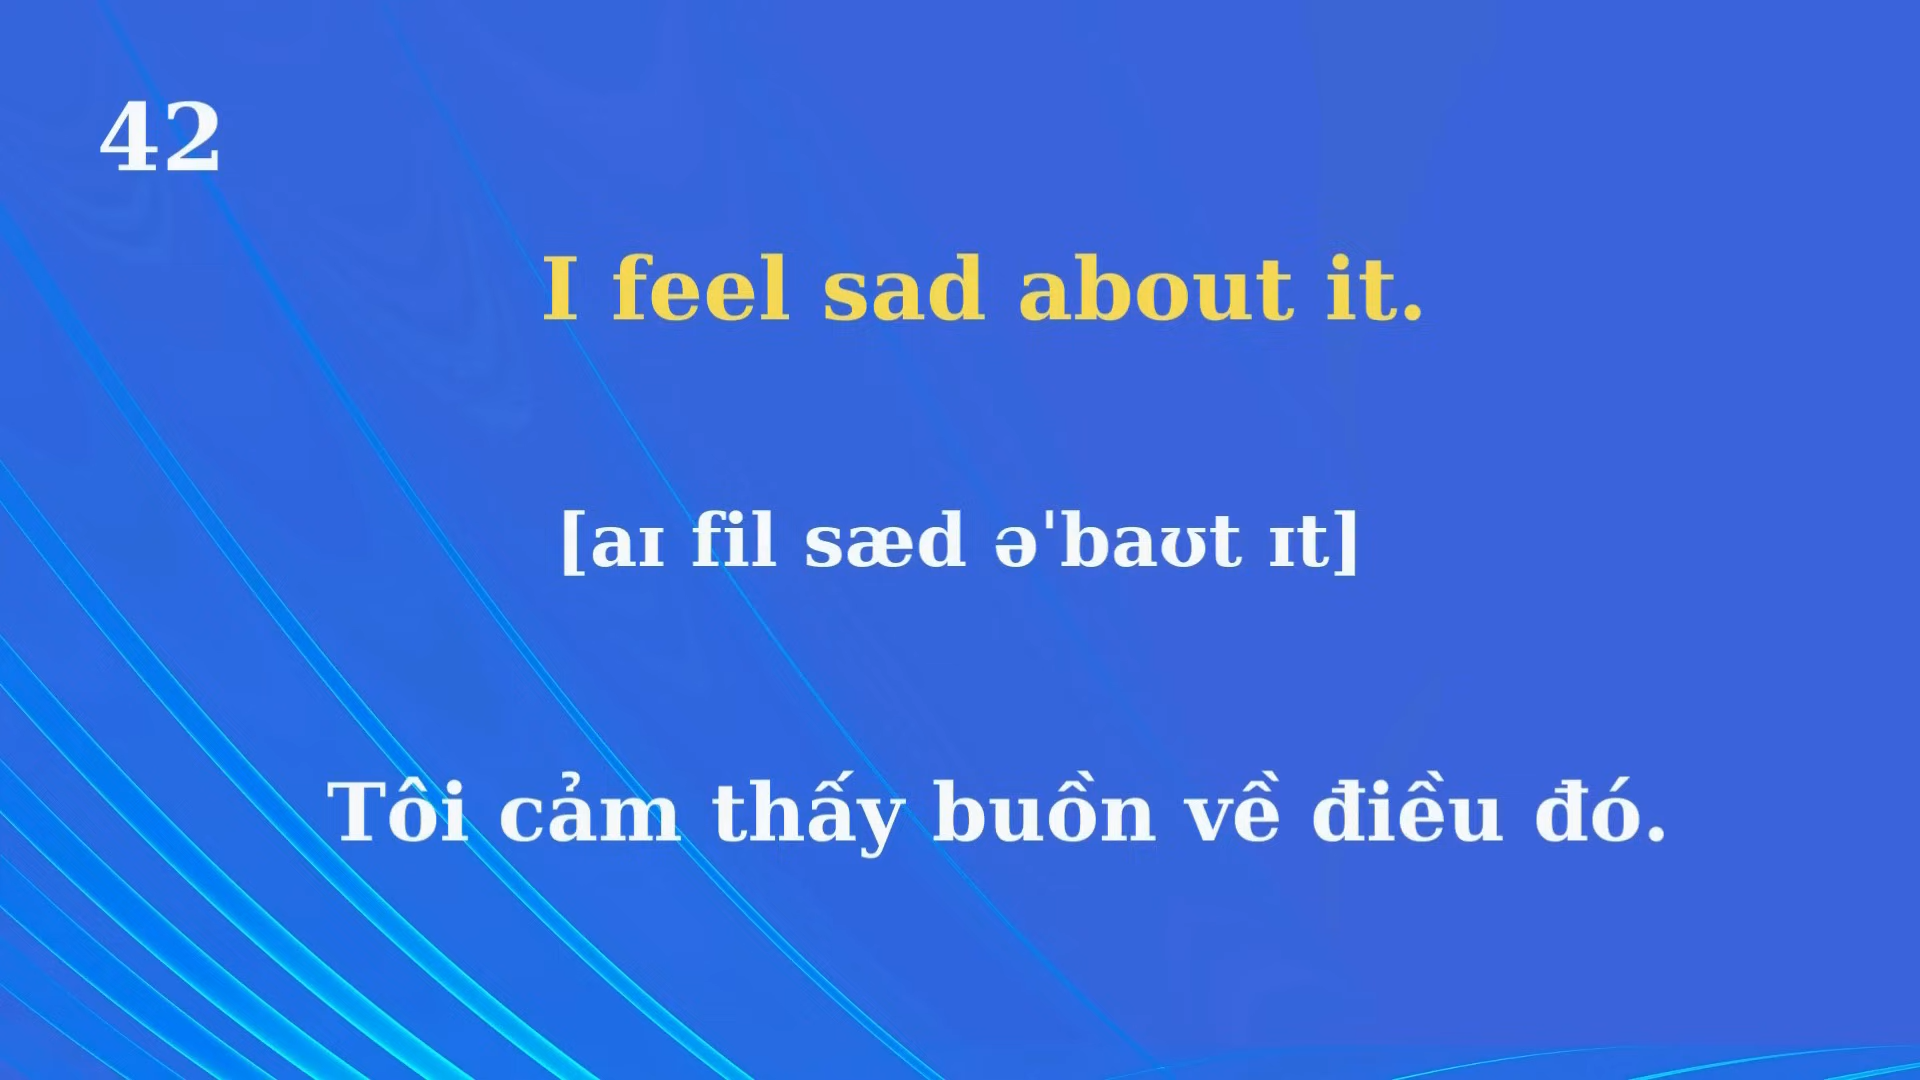 42
I feel sad about it.
[aɪ fil sæd əˈbaʊt ɪt]
Tôi cảm thấy buồn về điều đó.